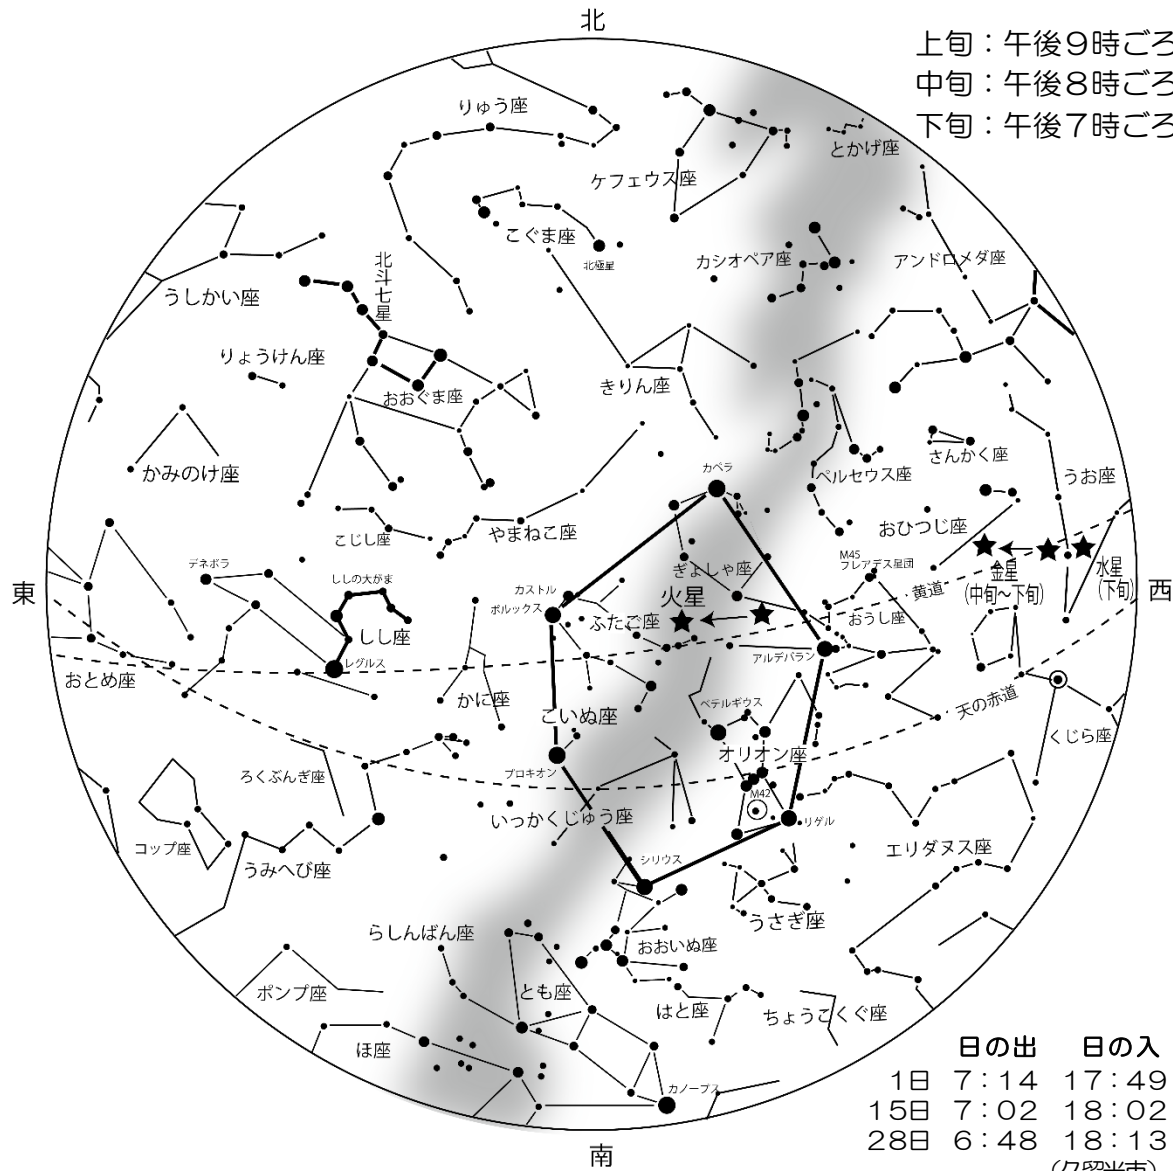 北
上旬：午後９時ごろ
中旬：午後８時ごろ
下旬：午後７時ごろ
りゅう座
とかげ座
ケフェウス座
こぐま座
北極星
カシオペア座
アンドロメダ座
北斗七星
うしかい座
りょうけん座
おおぐま座
きりん座
かみのけ座
さんかく座
カペラ
ペルセウス座
うお座
こじし座
やまねこ座
おひつじ座
デネボラ
ししの大がま
カストル
ポルックス
ぎょしゃ座
M45
プレアデス星団
金星
(中旬～下旬)
水星
(下旬)
東
西
火星
ふたご座
黄道
おうし座
しし座
レグルス
アルデバラン
おとめ座
かに座
こいぬ座
ベテルギウス
天の赤道
くじら座
オリオン座
プロキオン
ろくぶんぎ座
M42
リゲル
いっかくじゅう座
コップ座
うみへび座
シリウス
エリダヌス座
うさぎ座
らしんばん座
おおいぬ座
ポンプ座
とも座
はと座
ちょうこくぐ座
ほ座
カノープス
南
日の出　日の入
1日　7：14　17：49
15日　7：02　18：02
28日　6：48　18：13
(久留米市)